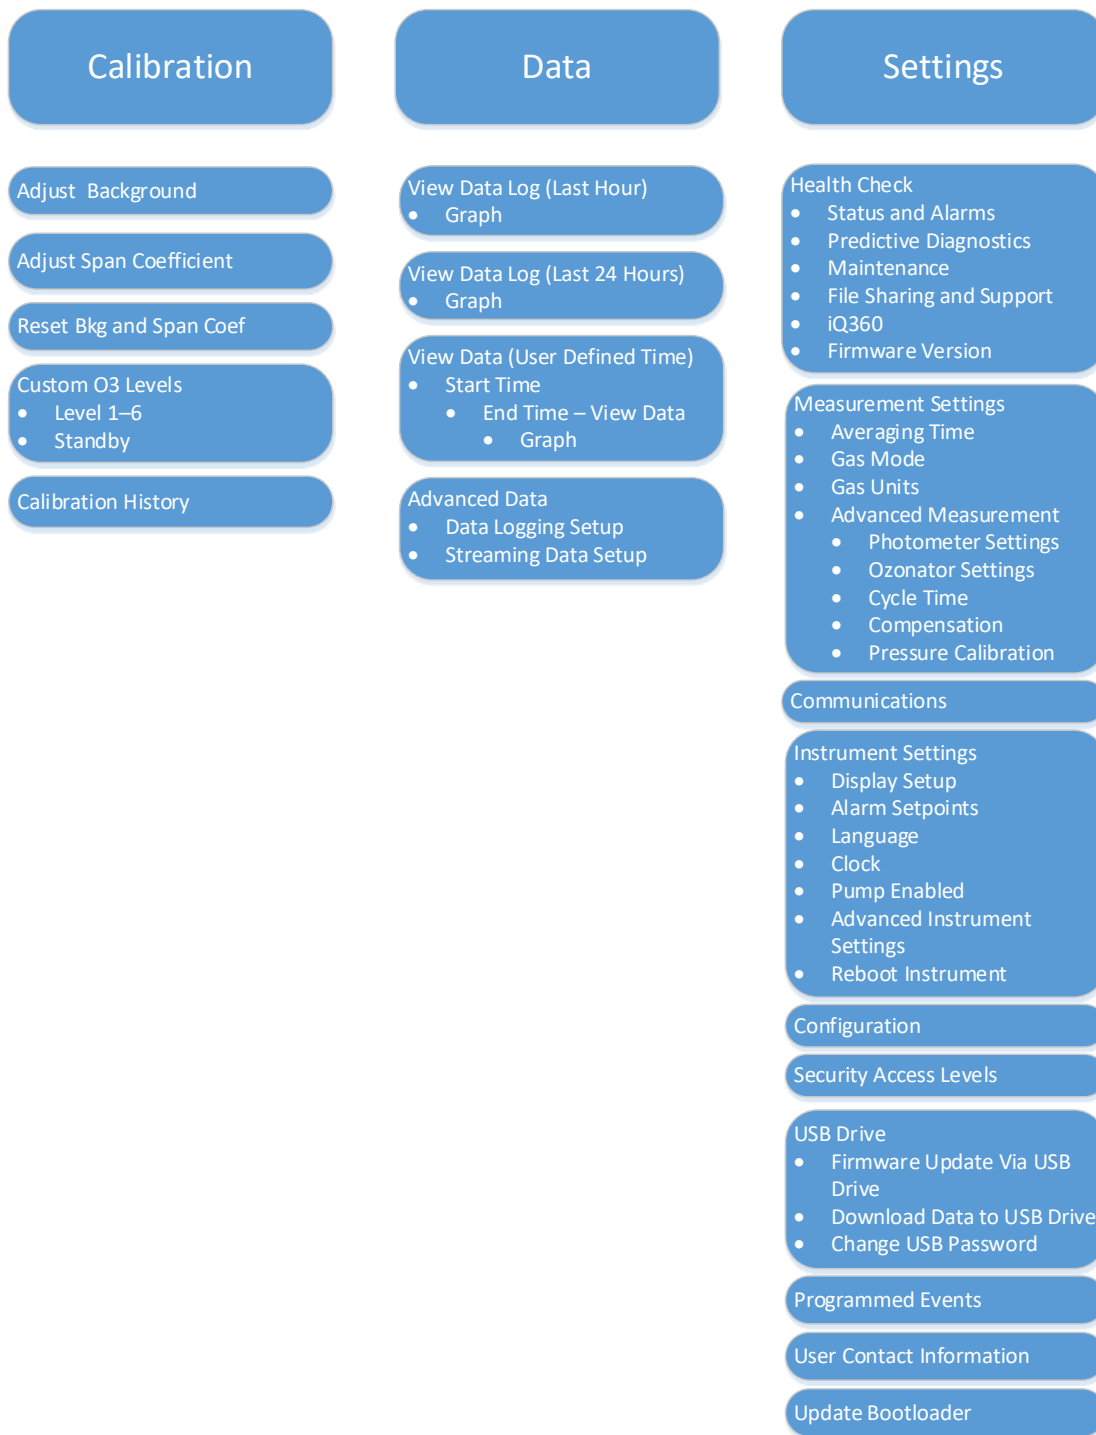 Calibration
Adjust  Background
Adjust Span Coefficient
Reset Bkg and Span Coef
Custom O3 Levels
• Level 1–6
• Standby
Calibration History
Data
View Data Log (Last Hour)
• Graph
View Data Log (Last 24 Hours)
• Graph
View Data (User Defined Time)
• Start Time
• End Time – View Data
• Graph
Advanced Data
• Data Logging Setup
• Streaming Data Setup
Settings
Health Check
• Status and Alarms
• Predictive Diagnostics
• Maintenance
• File Sharing and Support
• iQ360
• Firmware Version
Measurement Settings
• Averaging Time
• Gas Mode
• Gas Units
• Advanced Measurement
• Photometer Settings
• Ozonator Settings
• Cycle Time
• Compensation
• Pressure Calibration
Communications
Instrument Settings
• Display Setup
• Alarm Setpoints
• Language
• Clock
• Pump Enabled
• Advanced Instrument
Settings
• Reboot Instrument
Configuration
Security Access Levels
USB Drive
• Firmware Update Via USB
Drive
• Download Data to USB Drive
• Change USB Password
Programmed Events
User Contact Information
Update Bootloader